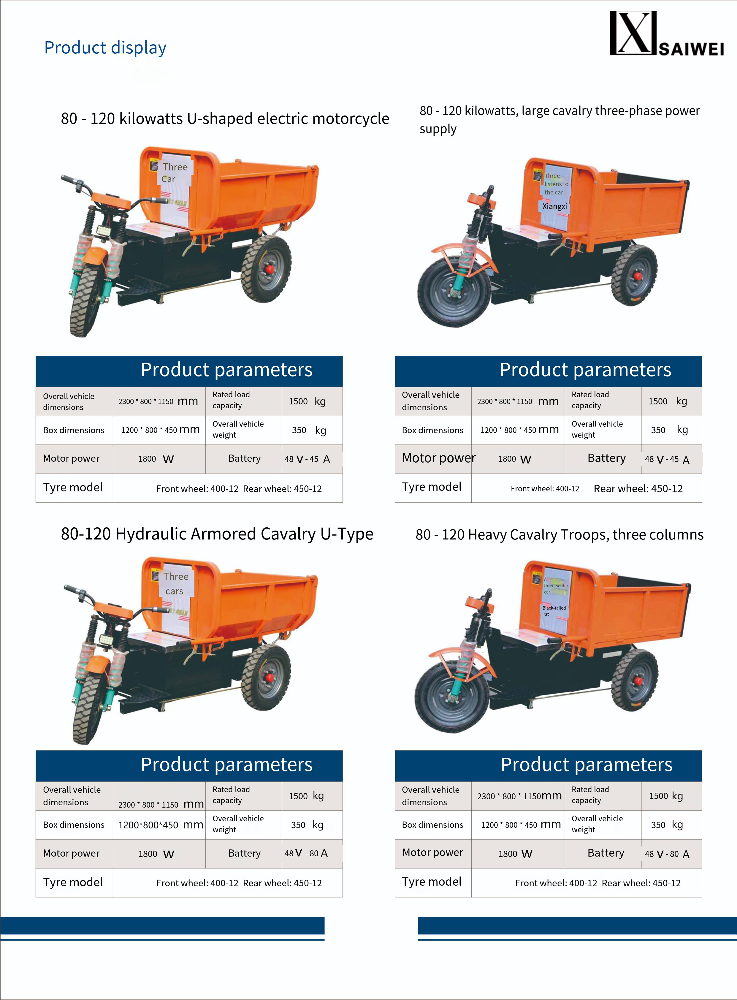 Product display
X
SAIWEI
80 - 120 kilowatts U-shaped electric motorcycle
80 - 120 kilowatts, large cavalry three-phase power
supply
Three
Car
Three
listens to
the car
Xiangxi
Product parameters
Overall vehicle
dimensions
2300 * 800 * 1150 mm
Rated load
capacity
1500 kg
Box dimensions
1200 * 800 * 450 mm
Overall vehicle
weight
350 kg
Motor power
1800 W
Battery
48 V - 45 A
Tyre model
Front wheel: 400-12 Rear wheel: 450-12
Product parameters
Overall vehicle
dimensions
2300 * 800 * 1150 mm
Rated load
capacity
1500 kg
Box dimensions
1200 * 800 * 450 mm
Overall vehicle
weight
350 kg
Motor power
1800 W
Battery
48 V - 45 A
Tyre model
Front wheel: 400-12 Rear wheel: 450-12
80-120 Hydraulic Armored Cavalry U-Type
80 - 120 Heavy Cavalry Troops, three columns
Three
cars
A
three-seater
car
Black-tailed
rat
Product parameters
Overall vehicle
dimensions
2300 * 800 * 1150 mm
Rated load
capacity
1500 kg
Box dimensions
1200*800*450 mm
Overall vehicle
weight
350 kg
Motor power
1800 W
Battery
48 V - 80 A
Tyre model
Front wheel: 400-12 Rear wheel: 450-12
Product parameters
Overall vehicle
dimensions
2300 * 800 * 1150mm
Rated load
capacity
1500 kg
Box dimensions
1200 * 800 * 450 mm
Overall vehicle
weight
350 kg
Motor power
1800 W
Battery
48 V - 80 A
Tyre model
Front wheel: 400-12 Rear wheel: 450-12